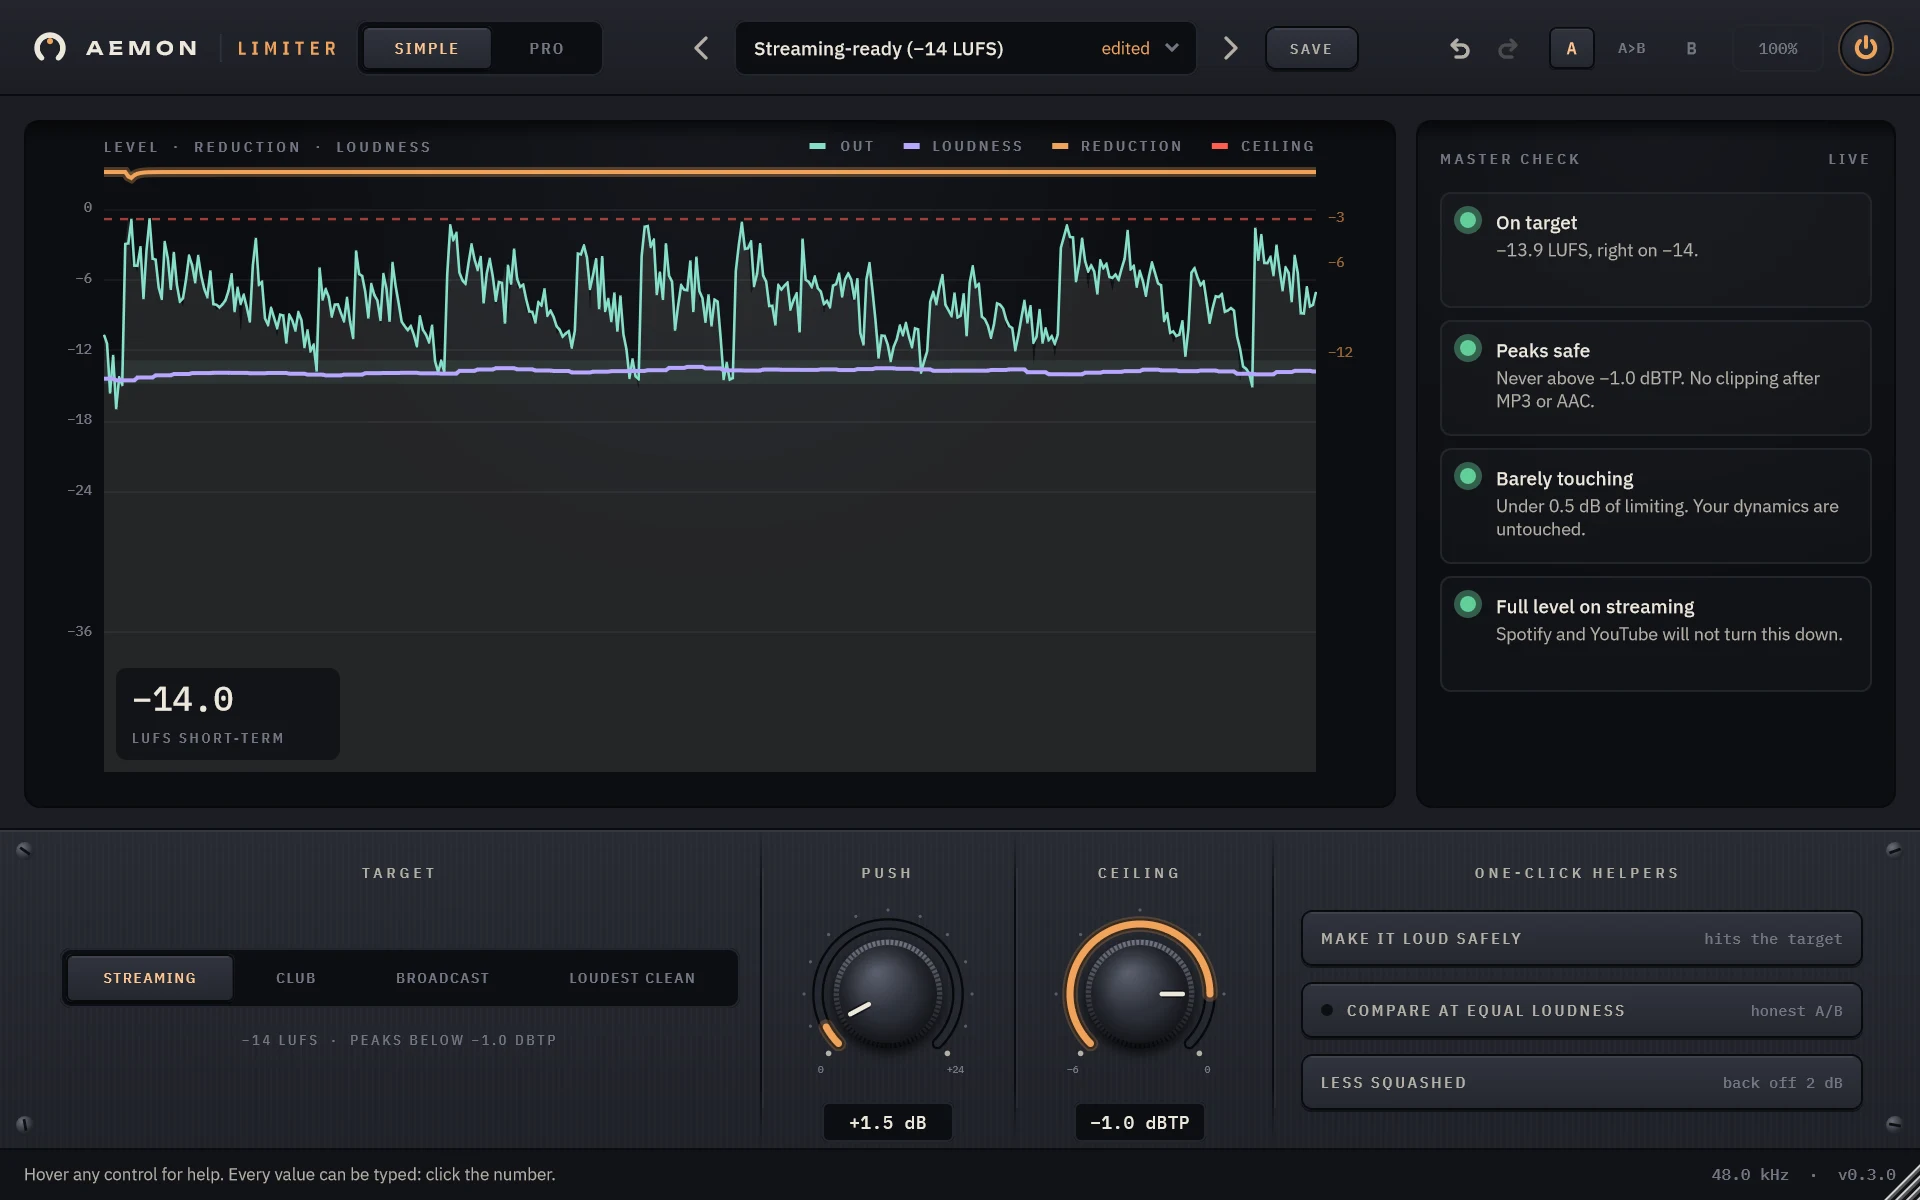 AEMON LIMITER SIMPLE PRO Streaming-ready (−14 LUFS) edited SAVE A A>B B 100%
LEVEL · REDUCTION · LOUDNESS OUT LOUDNESS REDUCTION CEILING
0
−6
−12
−18
−24
−36
−3
−6
−12
−14.0
LUFS SHORT-TERM
MASTER CHECK LIVE
On target
−13.9 LUFS, right on −14.
Peaks safe
Never above −1.0 dBTP. No clipping after
MP3 or AAC.
Barely touching
Under 0.5 dB of limiting. Your dynamics are
untouched.
Full level on streaming
Spotify and YouTube will not turn this down.
TARGET
STREAMING CLUB BROADCAST LOUDEST CLEAN
−14 LUFS · PEAKS BELOW −1.0 DBTP
PUSH
0 +24
+1.5 dB
CEILING
−6 0
−1.0 dBTP
ONE-CLICK HELPERS
MAKE IT LOUD SAFELY hits the target
COMPARE AT EQUAL LOUDNESS honest A/B
LESS SQUASHED back off 2 dB
Hover any control for help. Every value can be typed: click the number.
48.0 kHz · v0.3.0